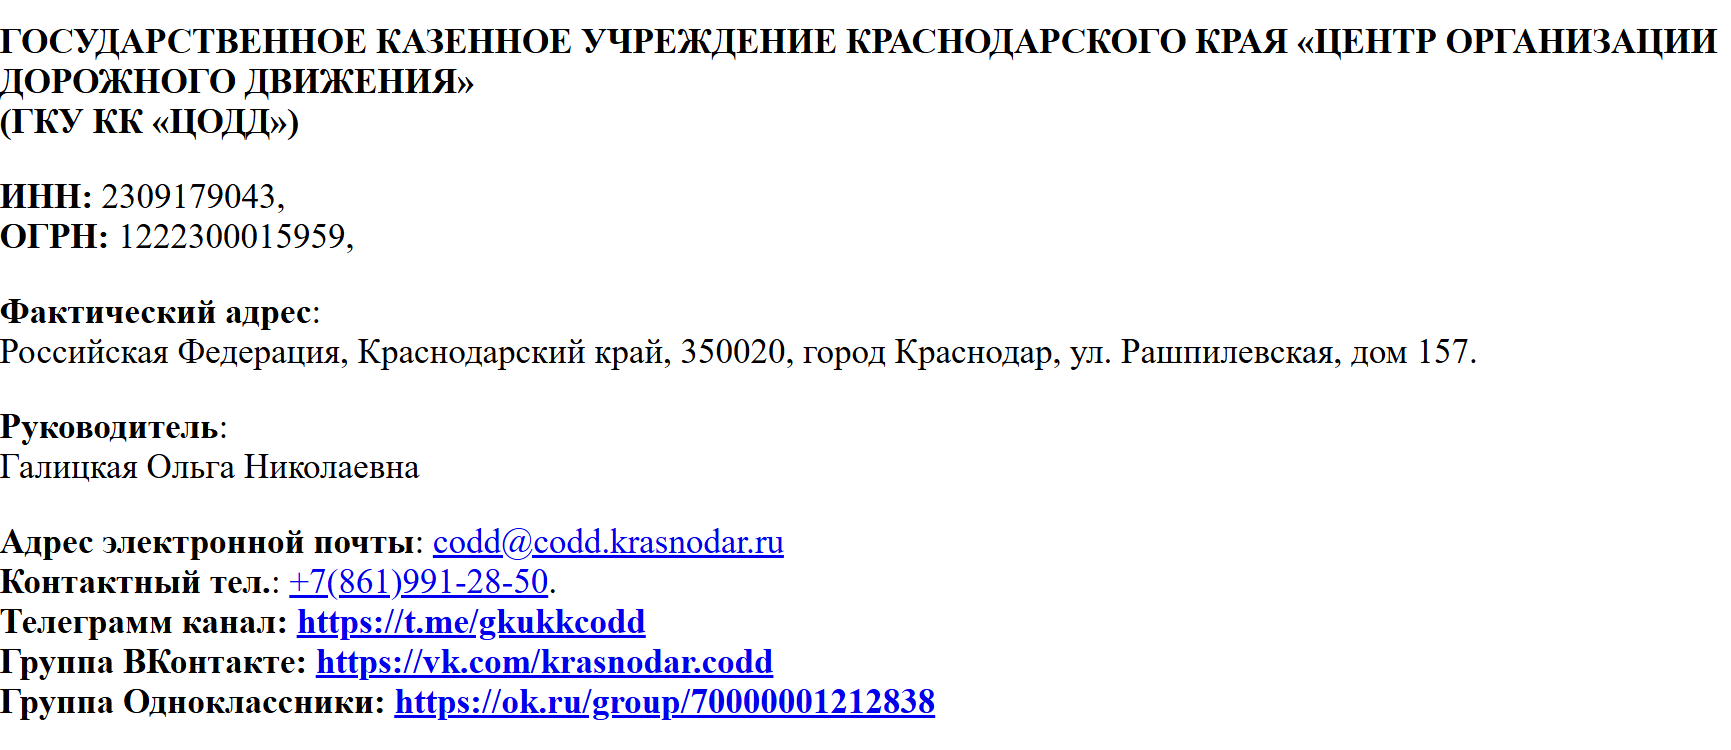 ГОСУДАРСТВЕННОЕ КАЗЕННОЕ УЧРЕЖДЕНИЕ КРАСНОДАРСКОГО КРАЯ «ЦЕНТР ОРГАНИЗАЦИИ
ДОРОЖНОГО ДВИЖЕНИЯ»
(ГКУ КК «ЦОДД»)
ИНН: 2309179043,
ОГРН: 1222300015959,
Фактический адрес:
Российская Федерация, Краснодарский край, 350020, город Краснодар, ул. Рашпилевская, дом 157.
Руководитель:
Галицкая Ольга Николаевна
Адрес электронной почты: codd@codd.krasnodar.ru
Контактный тел.: +7(861)991-28-50.
Телеграмм канал: https://t.me/gkukkcodd
Группа ВКонтакте: https://vk.com/krasnodar.codd
Группа Одноклассники: https://ok.ru/group/70000001212838